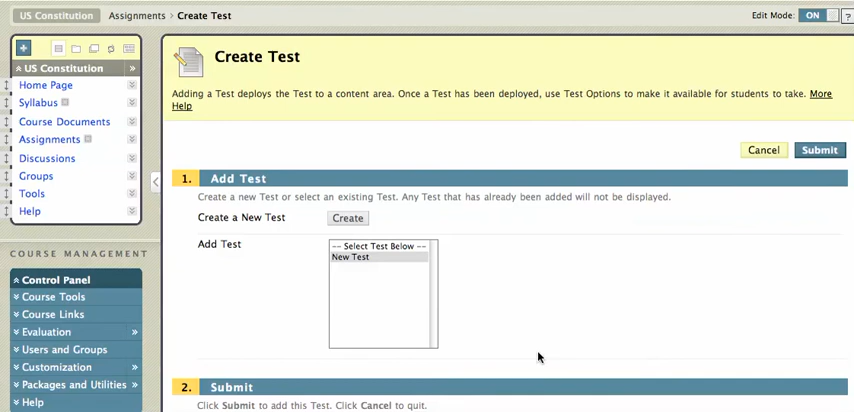 US Constitution Assignments > Create Test Edit Mode: ON ?
US Constitution
Home Page
Syllabus
Course Documents
Assignments
Discussions
Groups
Tools
Help
COURSE MANAGEMENT
Control Panel
Course Tools
Course Links
Evaluation
Users and Groups
Customization
Packages and Utilities
Help
Create Test
Adding a Test deploys the Test to a content area. Once a Test has been deployed, use Test Options to make it available for students to take. More
Help
Cancel Submit
1. Add Test
Create a new Test or select an existing Test. Any Test that has already been added will not be displayed.
Create a New Test Create
Add Test
-- Select Test Below --
New Test
2. Submit
Click Submit to add this Test. Click Cancel to quit.